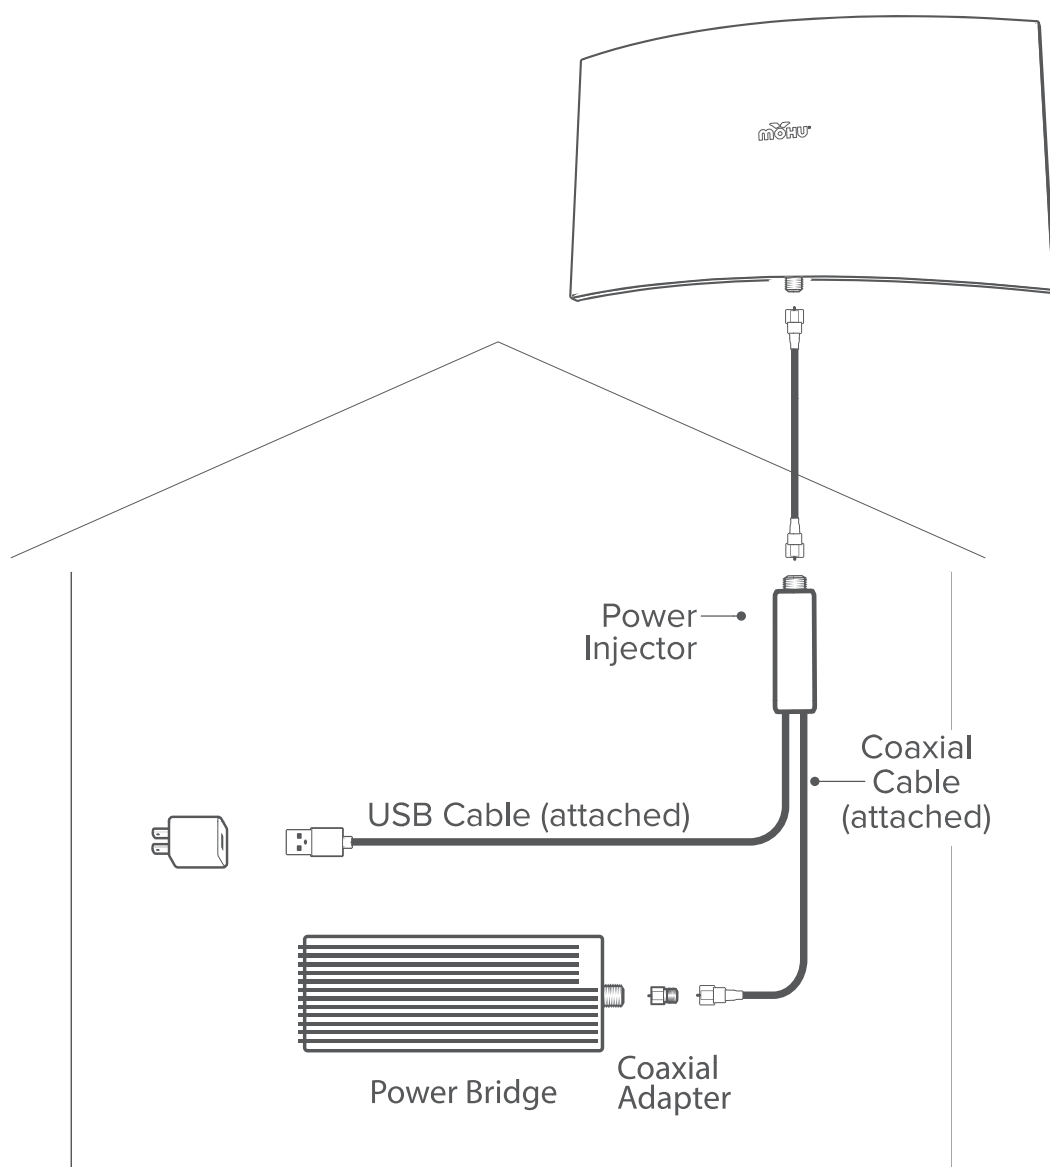 mohu
Power
Injector
Coaxial
Cable
(attached)
USB Cable (attached)
Power Bridge
Coaxial
Adapter